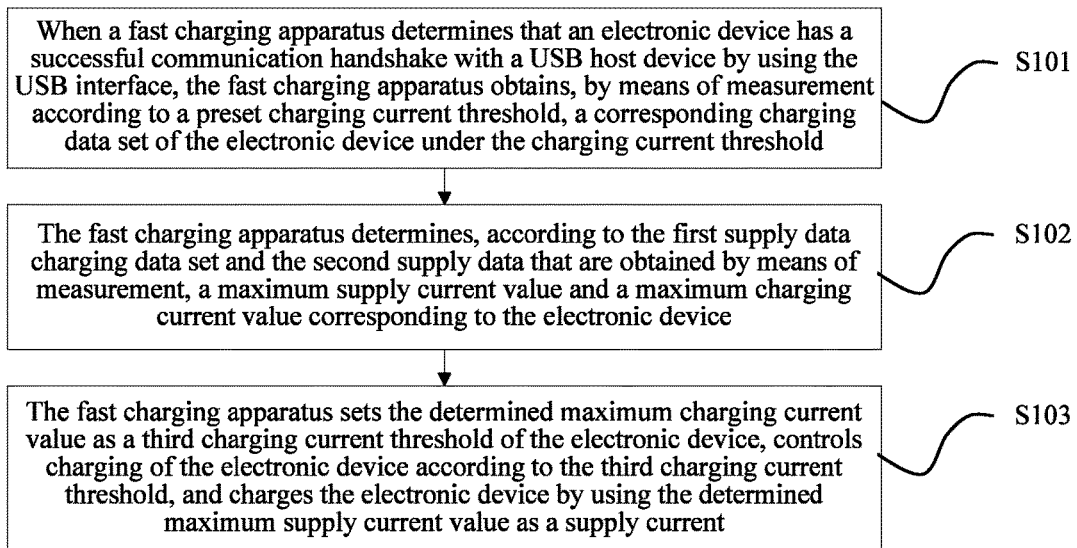 When a fast charging apparatus determines that an electronic device has a
successful communication handshake with a USB host device by using the
USB interface, the fast charging apparatus obtains, by means of measurement
according to a preset charging current threshold, a corresponding charging
data set of the electronic device under the charging current threshold
S101
The fast charging apparatus determines, according to the first supply data
charging data set and the second supply data that are obtained by means of
measurement, a maximum supply current value and a maximum charging
current value corresponding to the electronic device
S102
The fast charging apparatus sets the determined maximum charging current
value as a third charging current threshold of the electronic device, controls
charging of the electronic device according to the third charging current
threshold, and charges the electronic device by using the determined
maximum supply current value as a supply current
S103